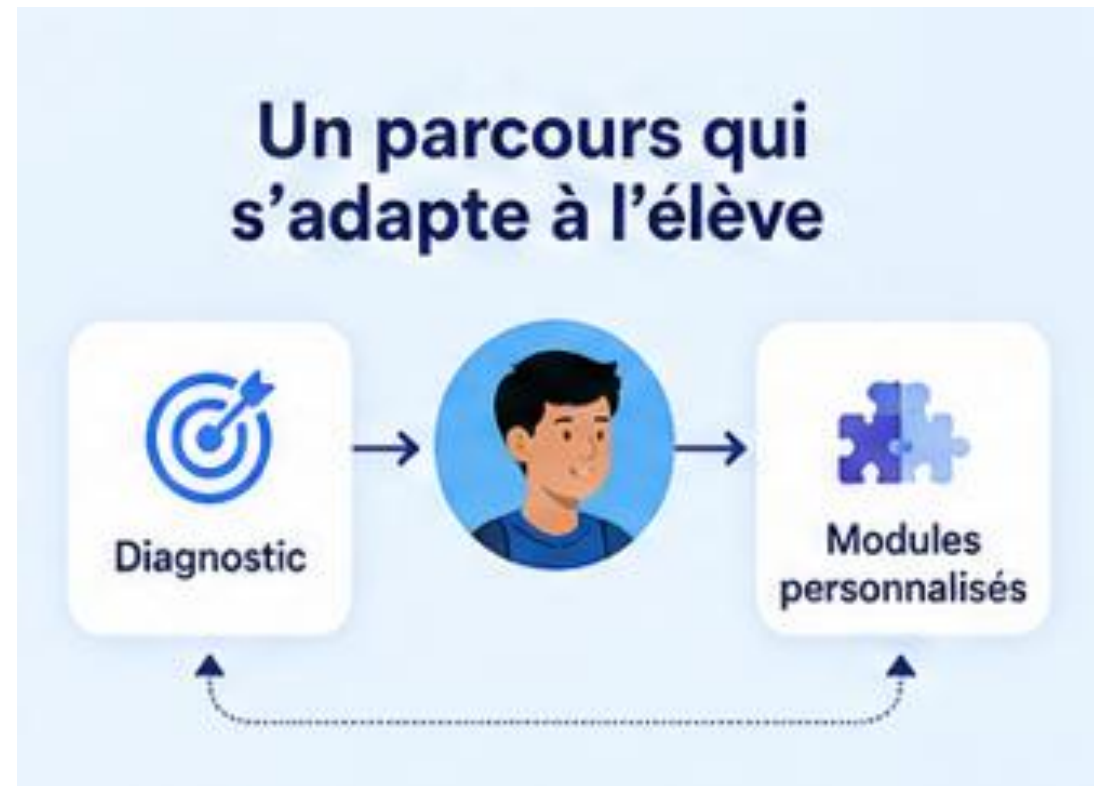 Un parcours qui
s’adapte à l’élève
Diagnostic
Modules
personnalisés